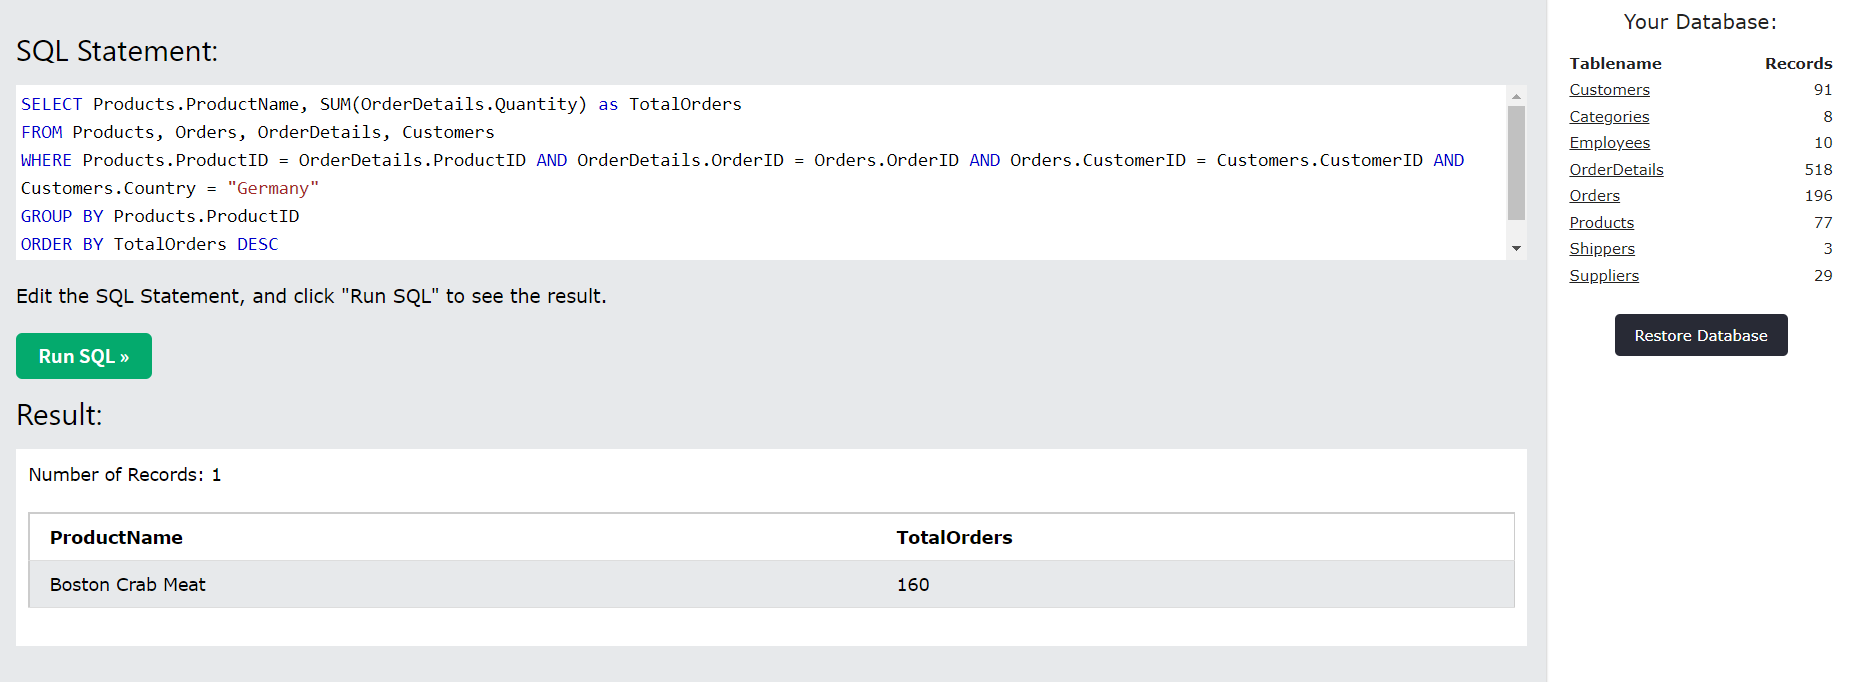 SQL Statement:
SELECT Products.ProductName, SUM(OrderDetails.Quantity) as TotalOrders
FROM Products, Orders, OrderDetails, Customers
WHERE Products.ProductID = OrderDetails.ProductID AND OrderDetails.OrderID = Orders.OrderID AND Orders.CustomerID = Customers.CustomerID AND
Customers.Country = "Germany"
GROUP BY Products.ProductID
ORDER BY TotalOrders DESC
Edit the SQL Statement, and click "Run SQL" to see the result.
Run SQL »
Result:
Number of Records: 1
ProductName TotalOrders
Boston Crab Meat 160
Your Database:
Tablename Records
Customers 91
Categories 8
Employees 10
OrderDetails 518
Orders 196
Products 77
Shippers 3
Suppliers 29
Restore Database